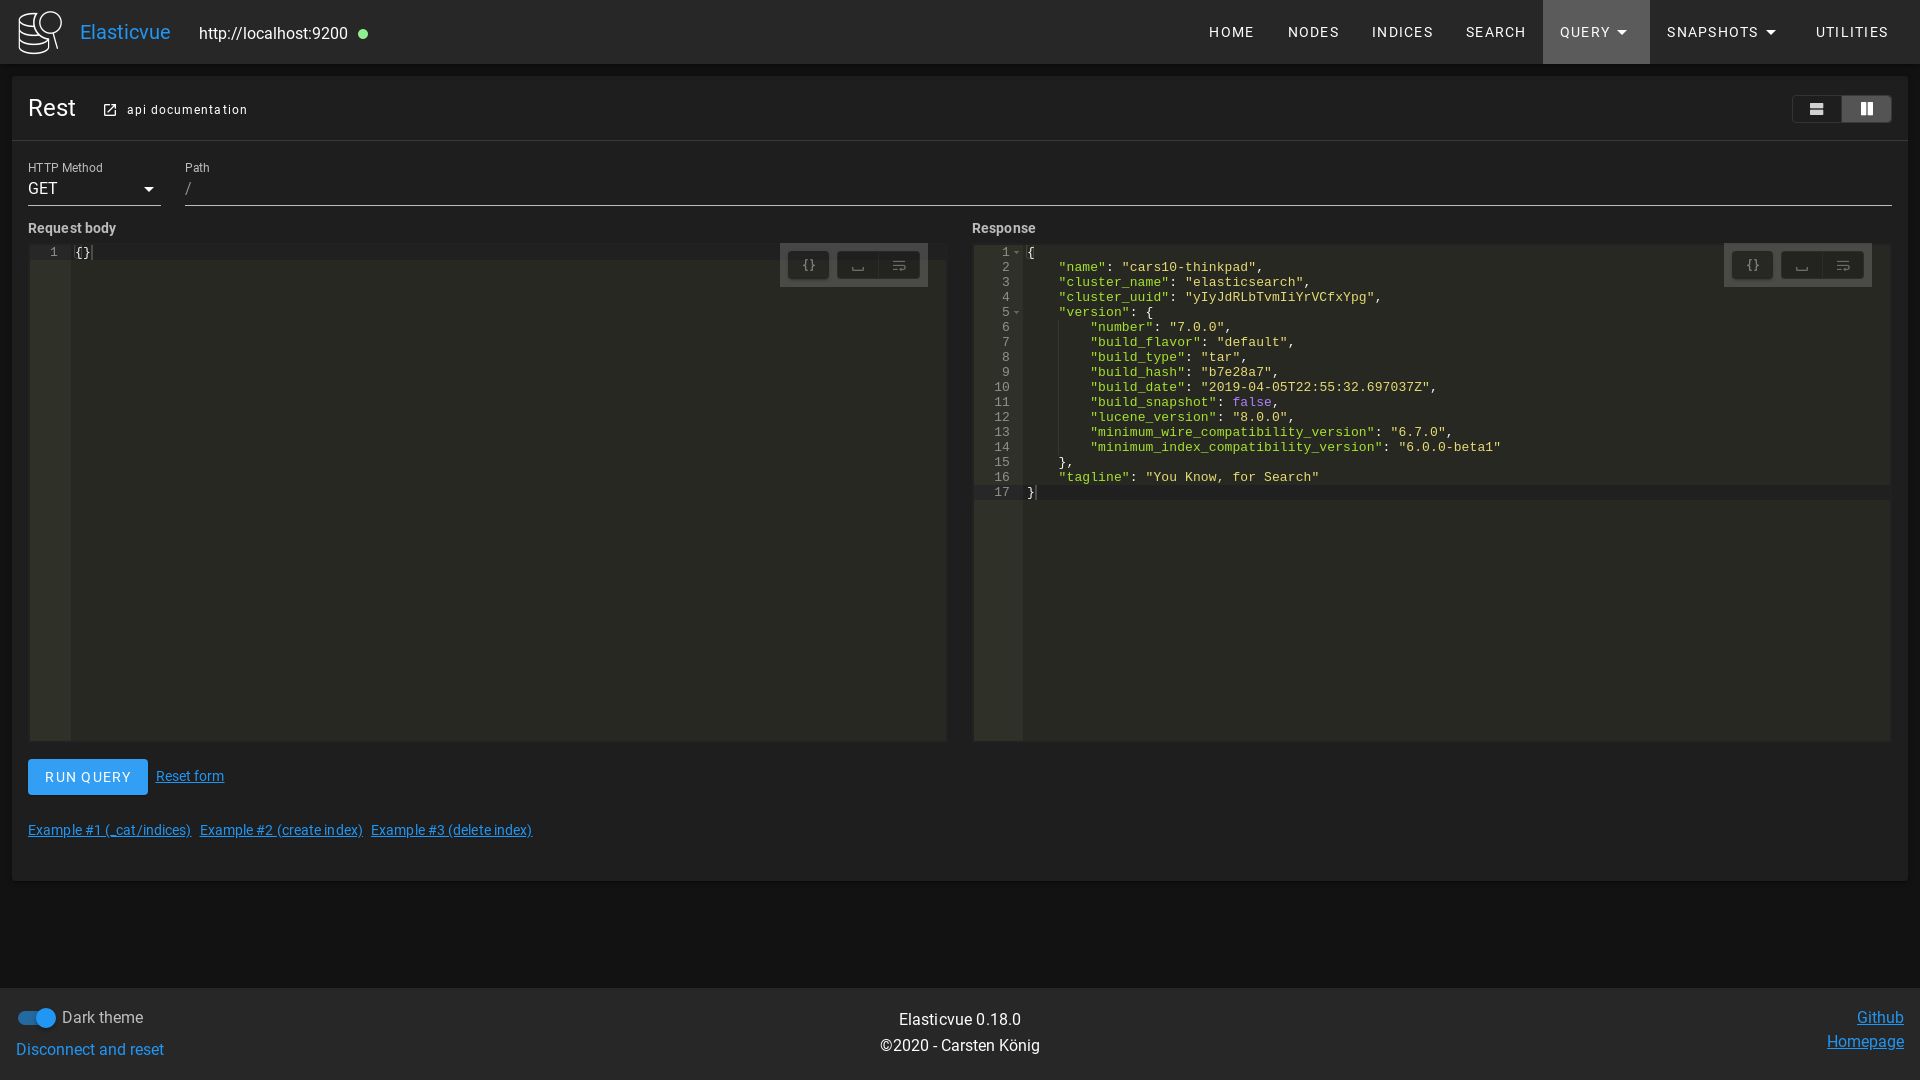 Elasticvue
http://localhost:9200
HOME
NODES
INDICES
SEARCH
QUERY
SNAPSHOTS
UTILITIES
Rest
api documentation
HTTP Method
GET
Path
/
Request body
1 {}
{}
Response
{}
1 {
2 "name": "cars10-thinkpad",
3 "cluster_name": "elasticsearch",
4 "cluster_uuid": "yIyJdRLbTvmIiYrVCfxYpg",
5 "version": {
6 "number": "7.0.0",
7 "build_flavor": "default",
8 "build_type": "tar",
9 "build_hash": "b7e28a7",
10 "build_date": "2019-04-05T22:55:32.697037Z",
11 "build_snapshot": false,
12 "lucene_version": "8.0.0",
13 "minimum_wire_compatibility_version": "6.7.0",
14 "minimum_index_compatibility_version": "6.0.0-beta1"
15 },
16 "tagline": "You Know, for Search"
17 }
RUN QUERY
Reset form
Example #1 (_cat/indices) Example #2 (create index) Example #3 (delete index)
Dark theme
Disconnect and reset
Elasticvue 0.18.0
©2020 - Carsten König
Github
Homepage